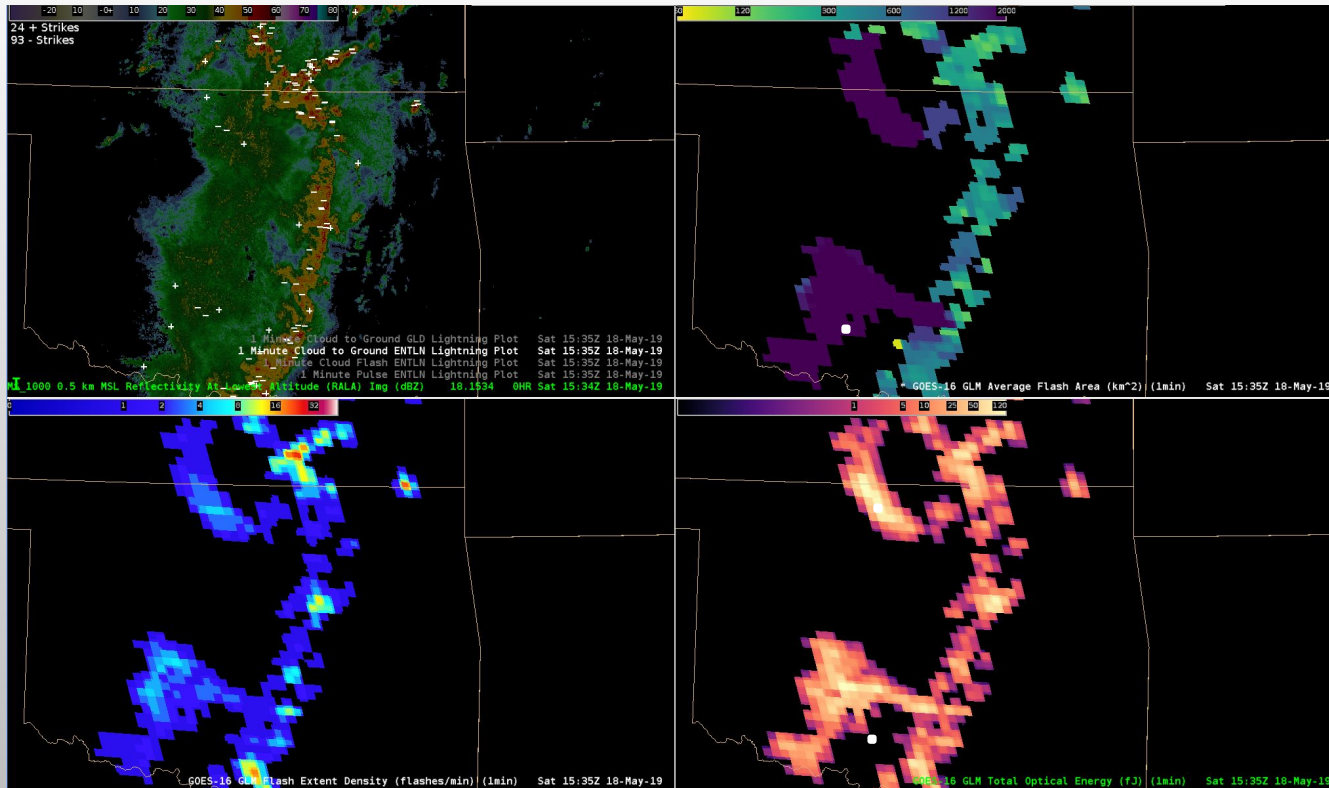 -20 10 -0+ 10 20 30 40 50 60 70 80
24 + Strikes
93 - Strikes
1 Minute Cloud to Ground GLD Lightning Plot Sat 15:35Z 18-May-19
1 Minute Cloud to Ground ENTLN Lightning Plot Sat 15:35Z 18-May-19
1 Minute Cloud Flash ENTLN Lightning Plot Sat 15:35Z 18-May-19
1 Minute Pulse ENTLN Lightning Plot Sat 15:35Z 18-May-19
0.5 km MSL Reflectivity At Lowest Altitude (RALA) Img (dBZ) 18.1534 0HR Sat 15:34Z 18-May-19
120 300 600 1200 2000
* GOES-16 GLM Average Flash Area (km^2) (1min) Sat 15:35Z 18-May-19
0 1 2 4 8 16 32
GOES-16 GLM Flash Extent Density (flashes/min) (1min) Sat 15:35Z 18-May-19
1 5 10 25 50 120
GOES-16 GLM Total Optical Energy (fJ) (1min) Sat 15:35Z 18-May-19